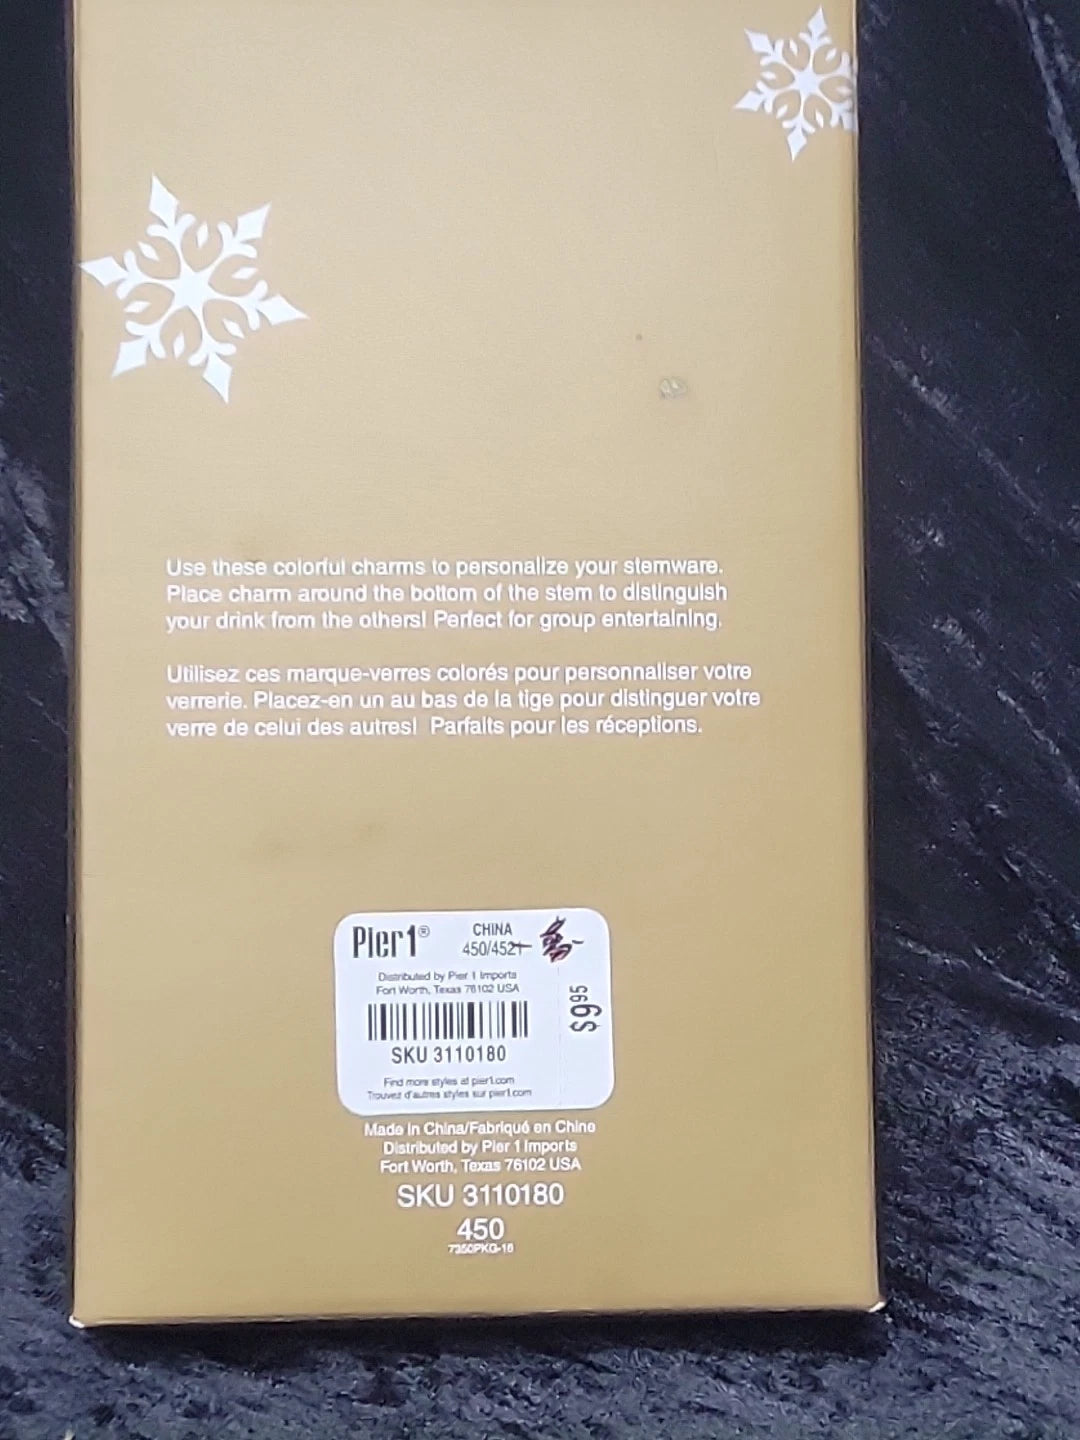 Use these colorful charms to personalize your stemware.
Place charm around the bottom of the stem to distinguish
your drink from the others! Perfect for group entertaining.
Utilisez ces marque-verres colorés pour personnaliser votre
verrerie. Placez-en un au bas de la tige pour distinguer votre
verre de celui des autres! Parfaits pour les réceptions.
Pier1®
CHINA
450/452
Distributed by Pier 1 Imports
Fort Worth, Texas 76102 USA
$9.95
SKU 3110180
Find more styles at pier1.com
Trouvez d'autres styles sur pier1.com
Made in China/Fabriqué en Chine
Distributed by Pier 1 Imports
Fort Worth, Texas 76102 USA
SKU 3110180
450
7350PKG-16